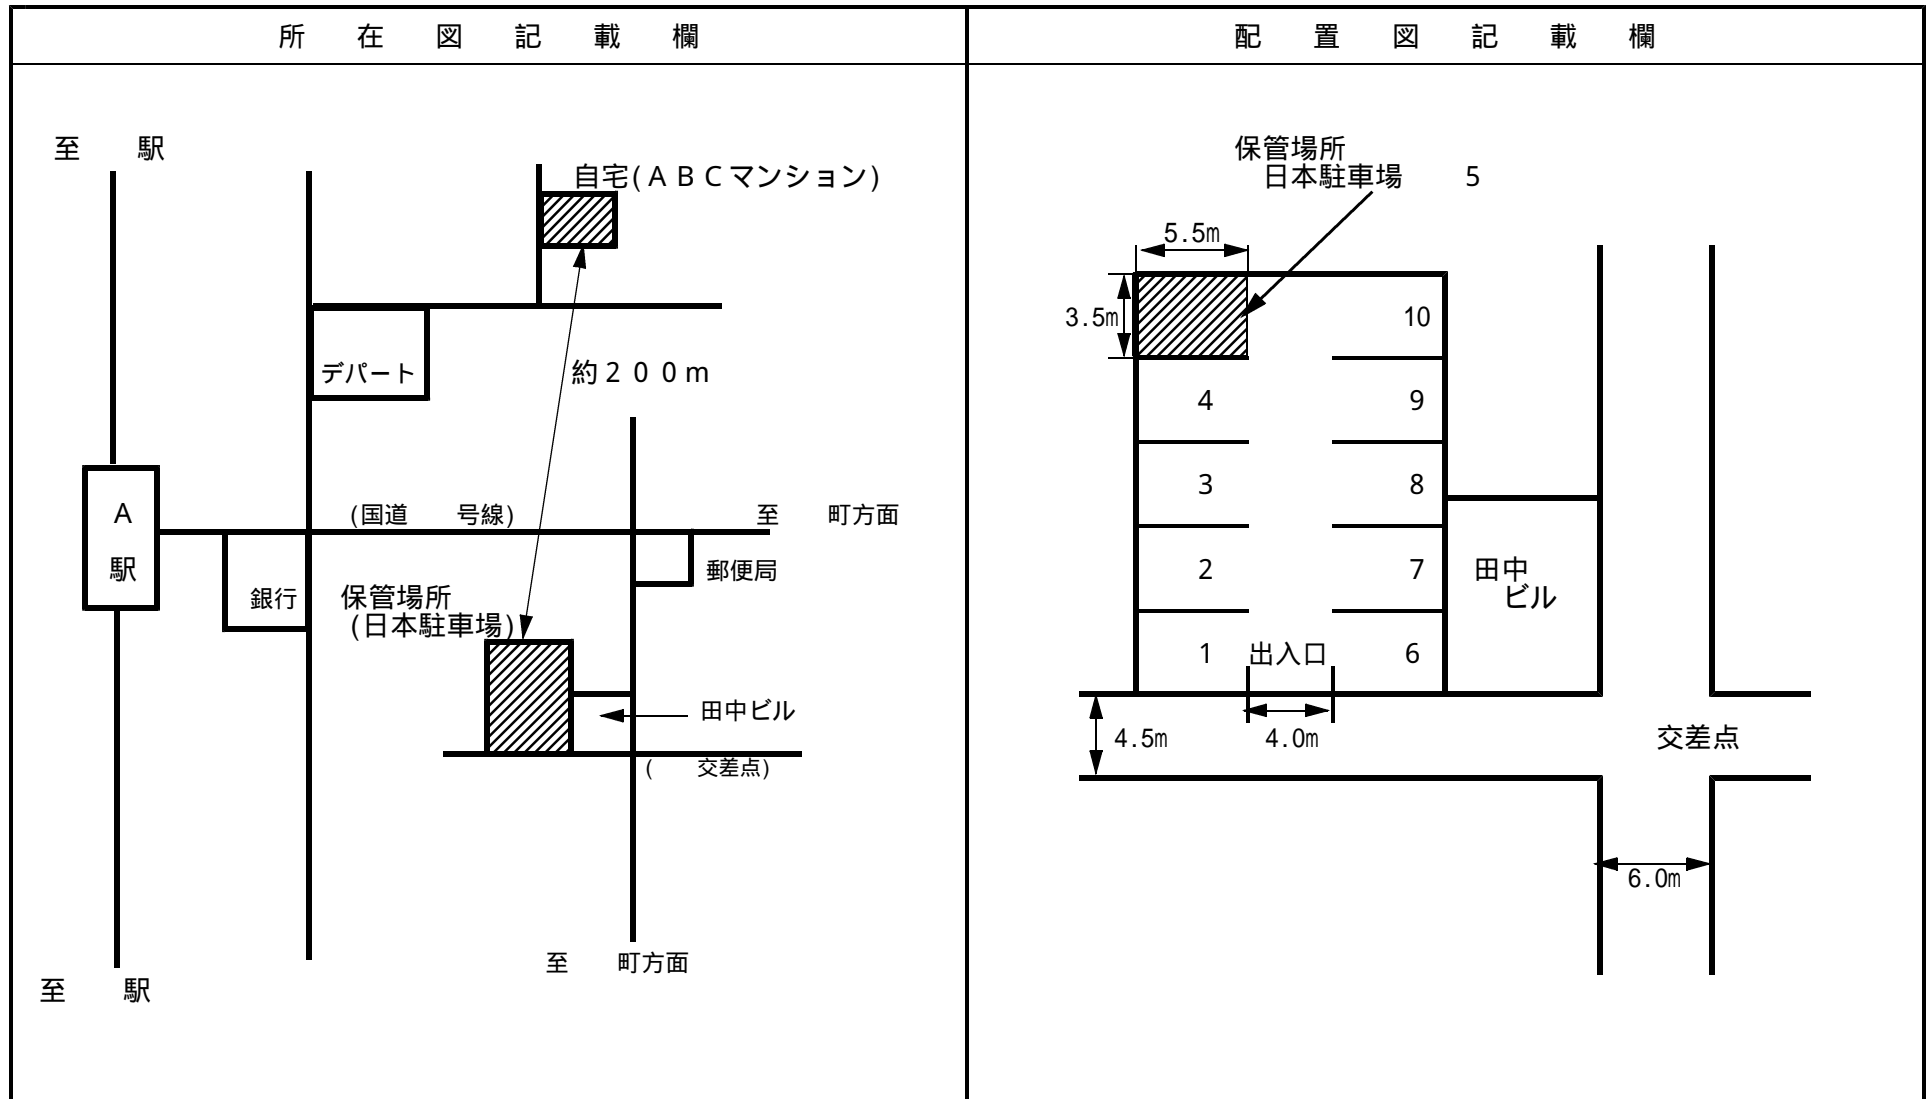 所在図記載欄
至 駅
自宅(ABCマンション)
デパート
約200m
A
駅
(国道 号線)
至 町方面
銀行
郵便局
保管場所
(日本駐車場)
田中ビル
( 交差点)
至 町方面
至 駅
配置図記載欄
保管場所
日本駐車場 5
5.5m
3.5m
10
4
9
3
8
2
7
田中
ビル
1
出入口
6
4.5m
4.0m
交差点
6.0m